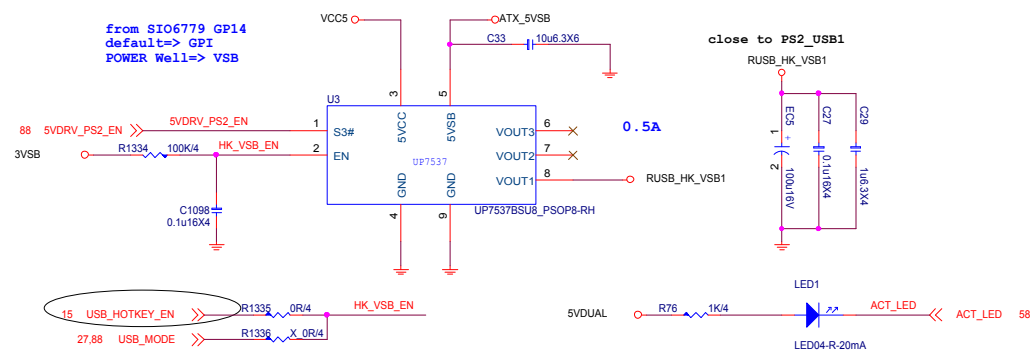 from SIO6779 GP14
default=> GPI
POWER Well=> VSB
VCC5
ATX_5VSB
C33
10u6.3X6
close to PS2_USB1
RUSB_HK_VSB1
U3
3
5
88
5VDRV_PS2_EN
5VDRV_PS2_EN
1
S3#
5VCC
5VSB
VOUT3
6
0.5A
3VSB
R1334
100K/4
HK_VSB_EN
2
EN
UP7537
VOUT2
7
VOUT1
8
RUSB_HK_VSB1
GND
GND
4
9
UP7537BSU8_PSOP8-RH
C1098
0.1u16X4
1
+
2
EC5
100u16V
C27
0.1u16X4
C29
1u6.3X4
15
USB_HOTKEY_EN
R1335
0R/4
HK_VSB_EN
27,88
USB_MODE
R1336
X_0R/4
5VDUAL
R76
1K/4
LED1
LED04-R-20mA
ACT_LED
ACT_LED
58